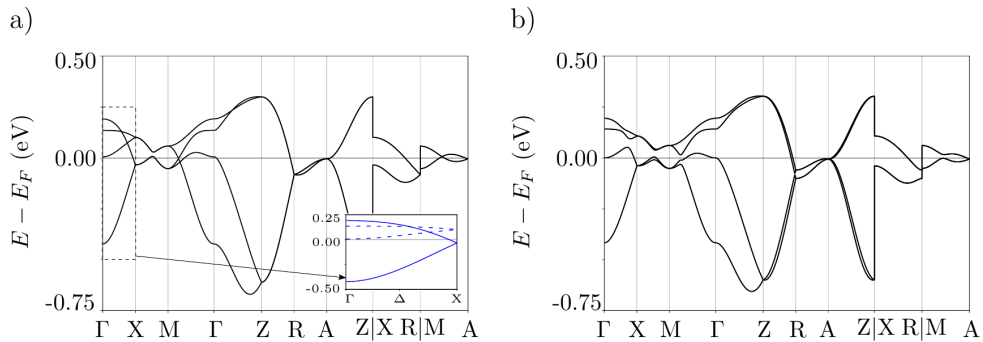 a)
b)
0.50
0.00
-0.75
E − E_F (eV)
Γ X M Γ Z R A Z|X R|M A
0.25
0.00
-0.50
Γ Δ X
0.50
0.00
-0.75
E − E_F (eV)
Γ X M Γ Z R A Z|X R|M A